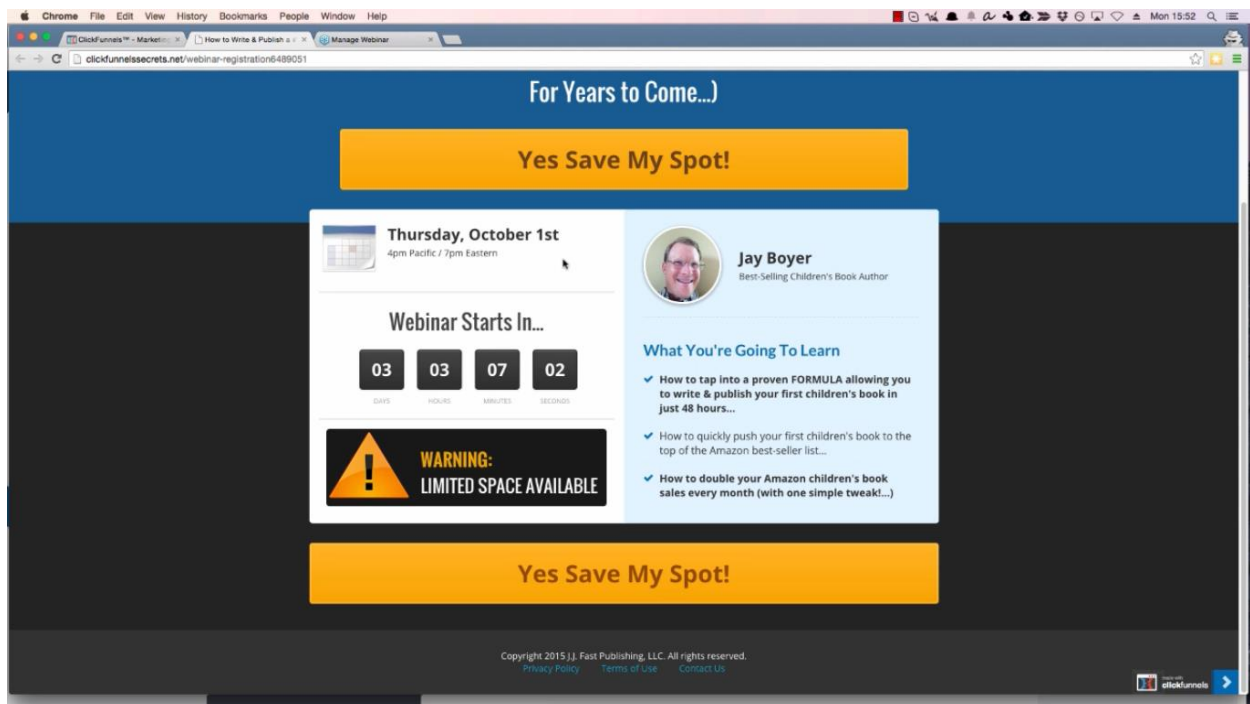 Chrome File Edit View History Bookmarks People Window Help
Mon 15:52
ClickFunnels™ - Marketing
How to Write & Publish a
Manage Webinar
clickfunnelssecrets.net/webinar-registration6489051
For Years to Come...)
Yes Save My Spot!
Thursday, October 1st
4pm Pacific / 7pm Eastern
Jay Boyer
Best-Selling Children's Book Author
Webinar Starts In...
03 03 07 02
DAYS HOURS MINUTES SECONDS
WARNING:
LIMITED SPACE AVAILABLE
What You're Going To Learn
How to tap into a proven FORMULA allowing you
to write & publish your first children's book in
just 48 hours...
How to quickly push your first children's book to the
top of the Amazon best-seller list...
How to double your Amazon children's book
sales every month (with one simple tweak!...)
Yes Save My Spot!
Copyright 2015 J.J. Fast Publishing, LLC. All rights reserved.
Privacy Policy Terms of Use Contact Us
made with
clickfunnels